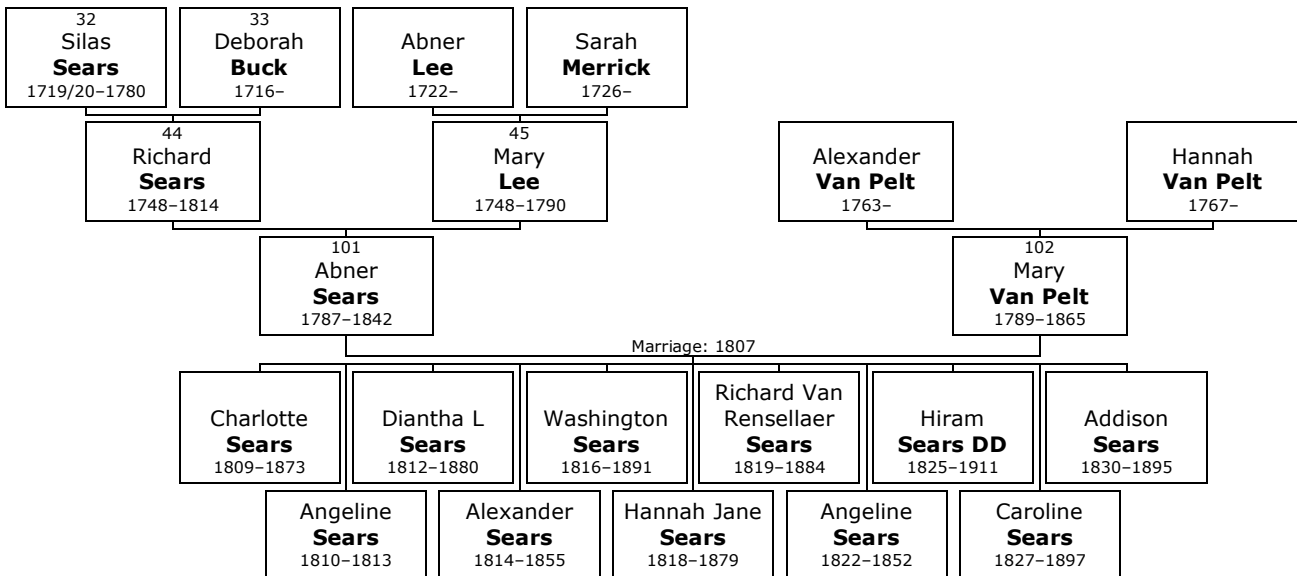 32
Silas
Sears
1719/20–1780
33
Deborah
Buck
1716–
Abner
Lee
1722–
Sarah
Merrick
1726–
44
Richard
Sears
1748–1814
45
Mary
Lee
1748–1790
Alexander
Van Pelt
1763–
Hannah
Van Pelt
1767–
101
Abner
Sears
1787–1842
102
Mary
Van Pelt
1789–1865
Marriage: 1807
Charlotte
Sears
1809–1873
Diantha L
Sears
1812–1880
Washington
Sears
1816–1891
Richard Van
Rensellaer
Sears
1819–1884
Hiram
Sears DD
1825–1911
Addison
Sears
1830–1895
Angeline
Sears
1810–1813
Alexander
Sears
1814–1855
Hannah Jane
Sears
1818–1879
Angeline
Sears
1822–1852
Caroline
Sears
1827–1897